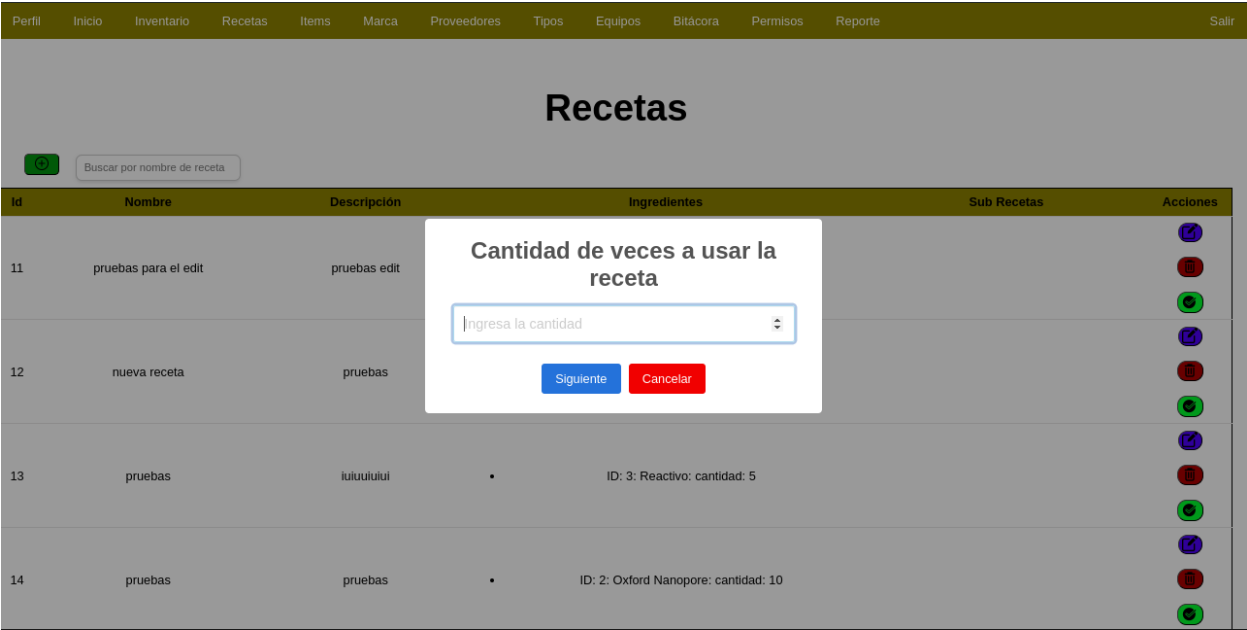 Perfil Inicio Inventario Recetas Items Marca Proveedores Tipos Equipos Bitácora Permisos Reporte Salir
Recetas
Buscar por nombre de receta
Id Nombre Descripción Ingredientes Sub Recetas Acciones
Cantidad de veces a usar la
receta
Ingresa la cantidad
Siguiente Cancelar
11 pruebas para el edit pruebas edit
12 nueva receta pruebas
13 pruebas iuiuuiuiui • ID: 3: Reactivo: cantidad: 5
14 pruebas pruebas • ID: 2: Oxford Nanopore: cantidad: 10